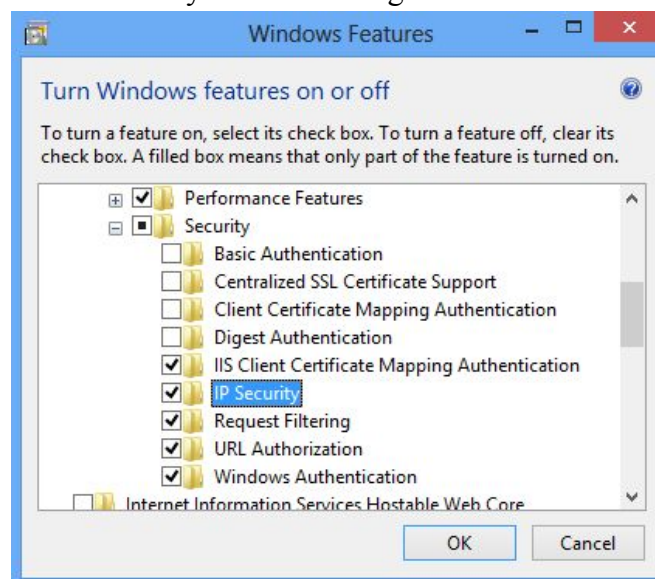 Windows Features
Turn Windows features on or off
To turn a feature on, select its check box. To turn a feature off, clear its
check box. A filled box means that only part of the feature is turned on.
Performance Features
Security
Basic Authentication
Centralized SSL Certificate Support
Client Certificate Mapping Authentication
Digest Authentication
IIS Client Certificate Mapping Authentication
IP Security
Request Filtering
URL Authorization
Windows Authentication
Internet Information Services Hostable Web Core
OK Cancel